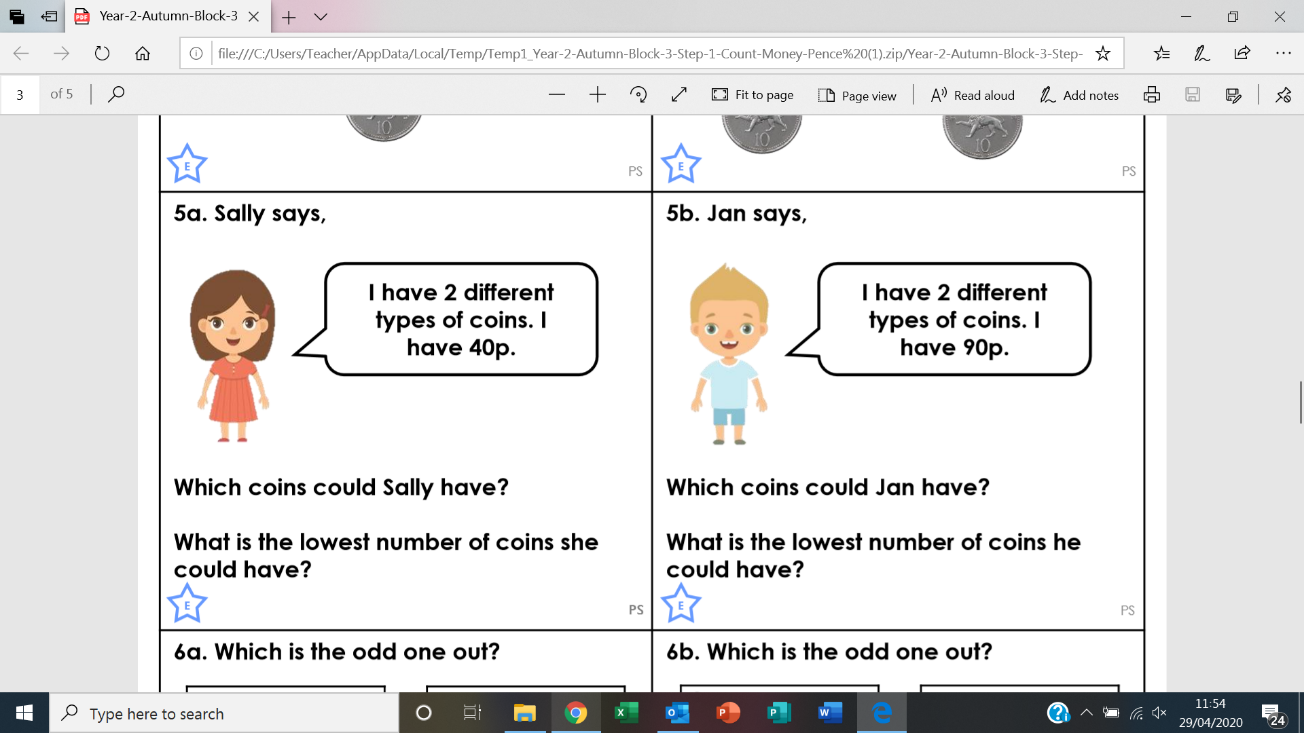 Year-2-Autumn-Block-3
file:///C:/Users/Teacher/AppData/Local/Temp/Temp1_Year-2-Autumn-Block-3-Step-1-Count-Money-Pence%20(1).zip/Year-2-Autumn-Block-3-Step-
3 of 5
Fit to page
Page view
Read aloud
Add notes
10
10
10
E
PS
E
PS
5a. Sally says,
I have 2 different
types of coins. I
have 40p.
Which coins could Sally have?
What is the lowest number of coins she
could have?
E
PS
5b. Jan says,
I have 2 different
types of coins. I
have 90p.
Which coins could Jan have?
What is the lowest number of coins he
could have?
E
PS
6a. Which is the odd one out?
6b. Which is the odd one out?
Type here to search
11:54
29/04/2020
24